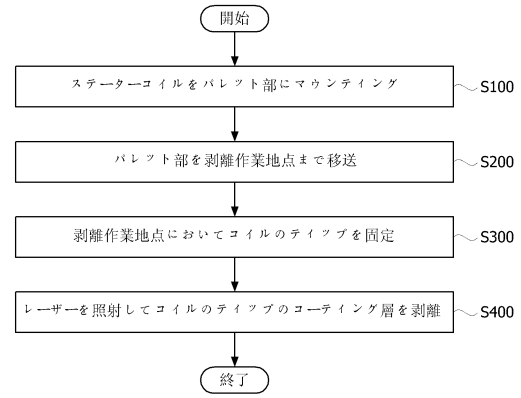 開始
ステーターコイルをパレット部にマウンティング
S100
パレット部を剥離作業地点まで移送
S200
剥離作業地点においてコイルのティップを固定
S300
レーザーを照射してコイルのティップのコーティング層を剥離
S400
終了